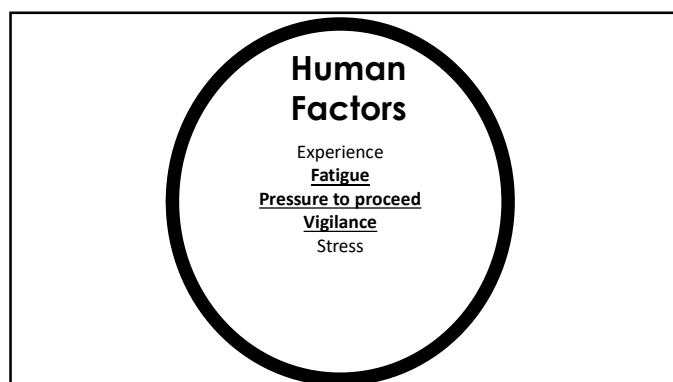 Human
Factors
Experience
Fatigue
Pressure to proceed
Vigilance
Stress